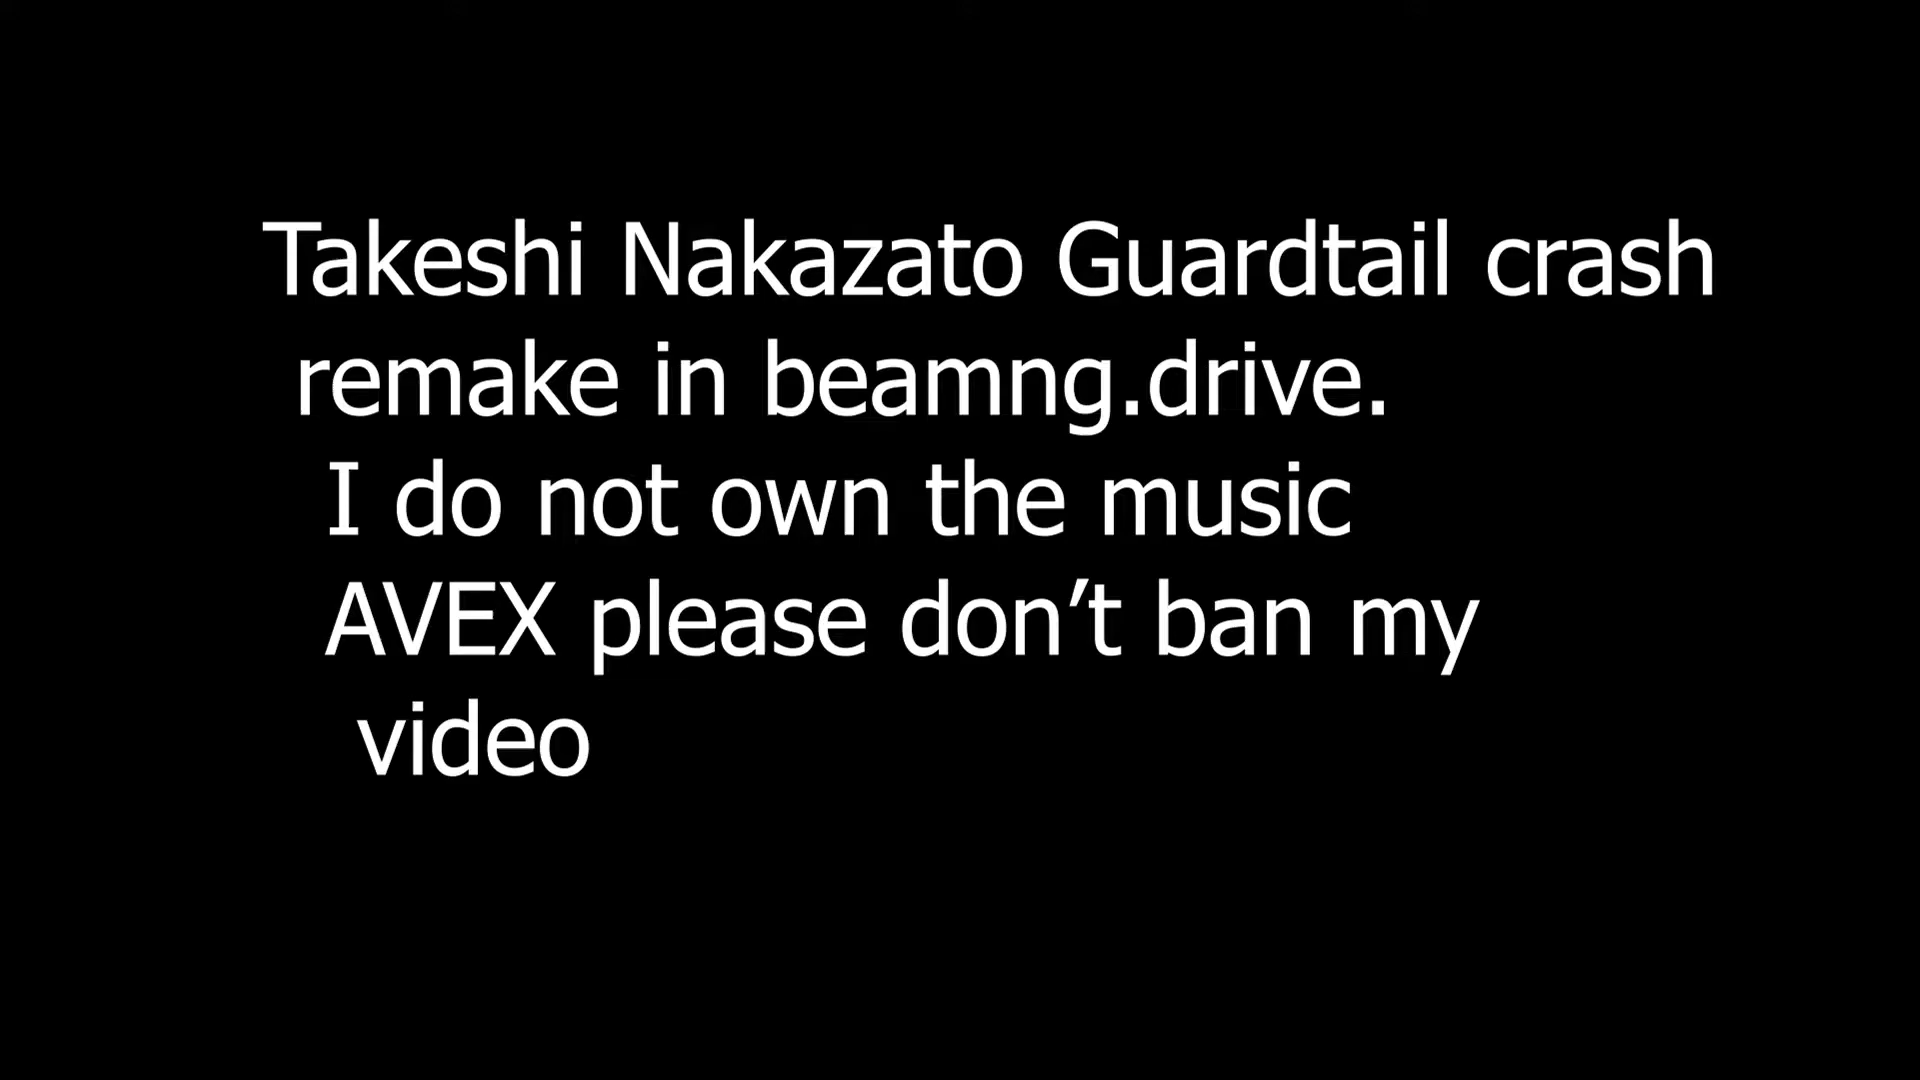 Takeshi Nakazato Guardtail crash
remake in beamng.drive.
I do not own the music
AVEX please don’t ban my
video